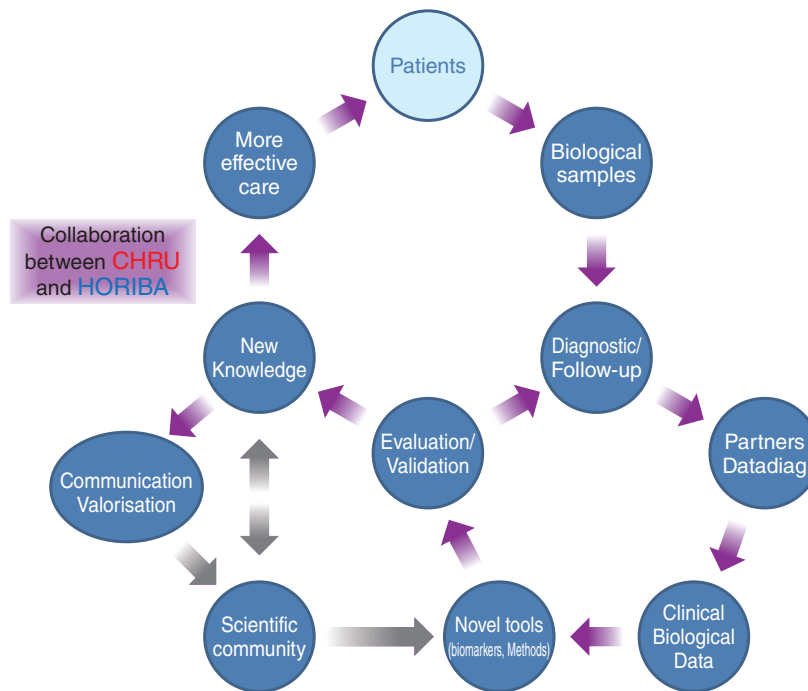 Patients
More
effective
care
Biological
samples
Collaboration
between CHRU
and HORIBA
New
Knowledge
Diagnostic/
Follow-up
Evaluation/
Validation
Partners
Datadiag
Communication
Valorisation
Scientific
community
Novel tools
(biomarkers, Methods)
Clinical
Biological
Data